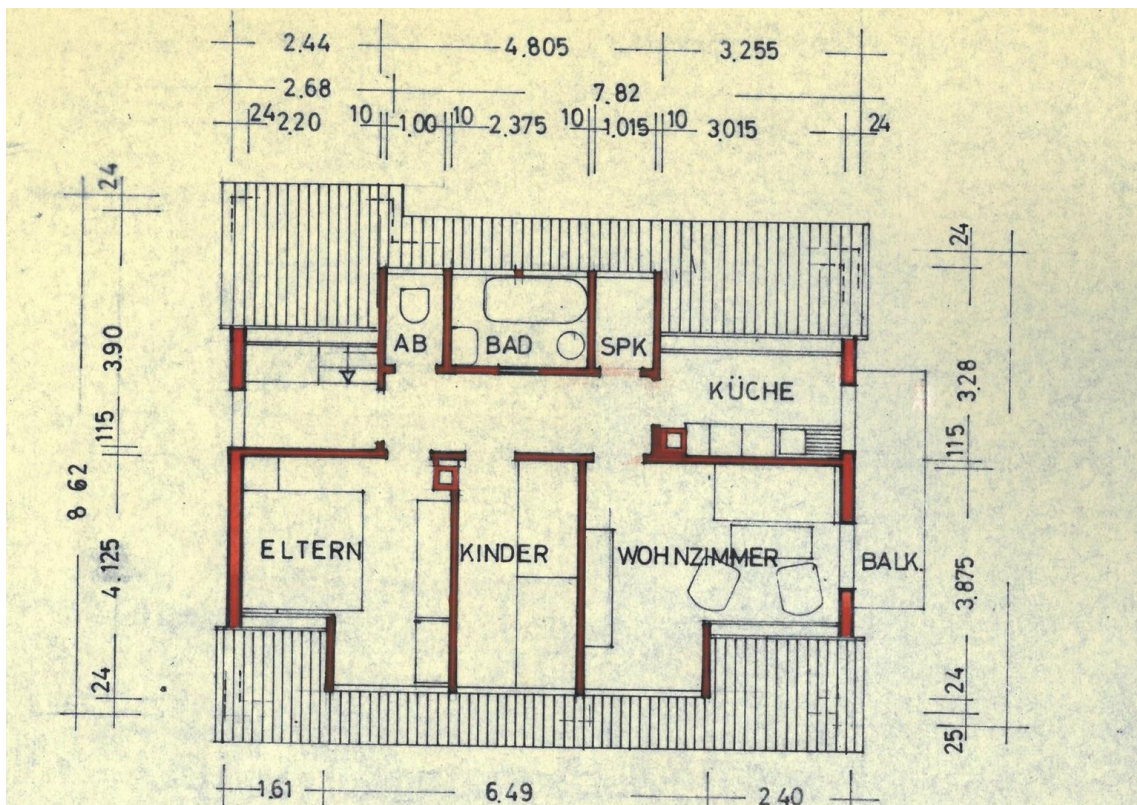 2.44 4.805 3.255
2.68 7.82
24 2.20 10 1.00 10 2.375 10 1.015 10 3.015 24
24
24
3.90
3.28
AB BAD SPK
KÜCHE
115
115
8 62
ELTERN KINDER WOHNZIMMER BALK.
4.125
3.875
24
24
25
1.61 6.49 2.40